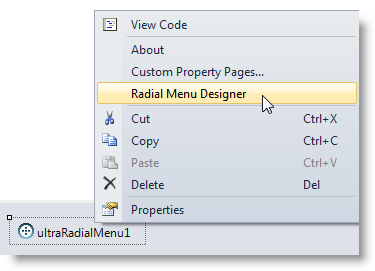 View Code
About
Custom Property Pages...
Radial Menu Designer
Cut Ctrl+X
Copy Ctrl+C
Paste Ctrl+V
Delete Del
Properties
ultraRadialMenu1